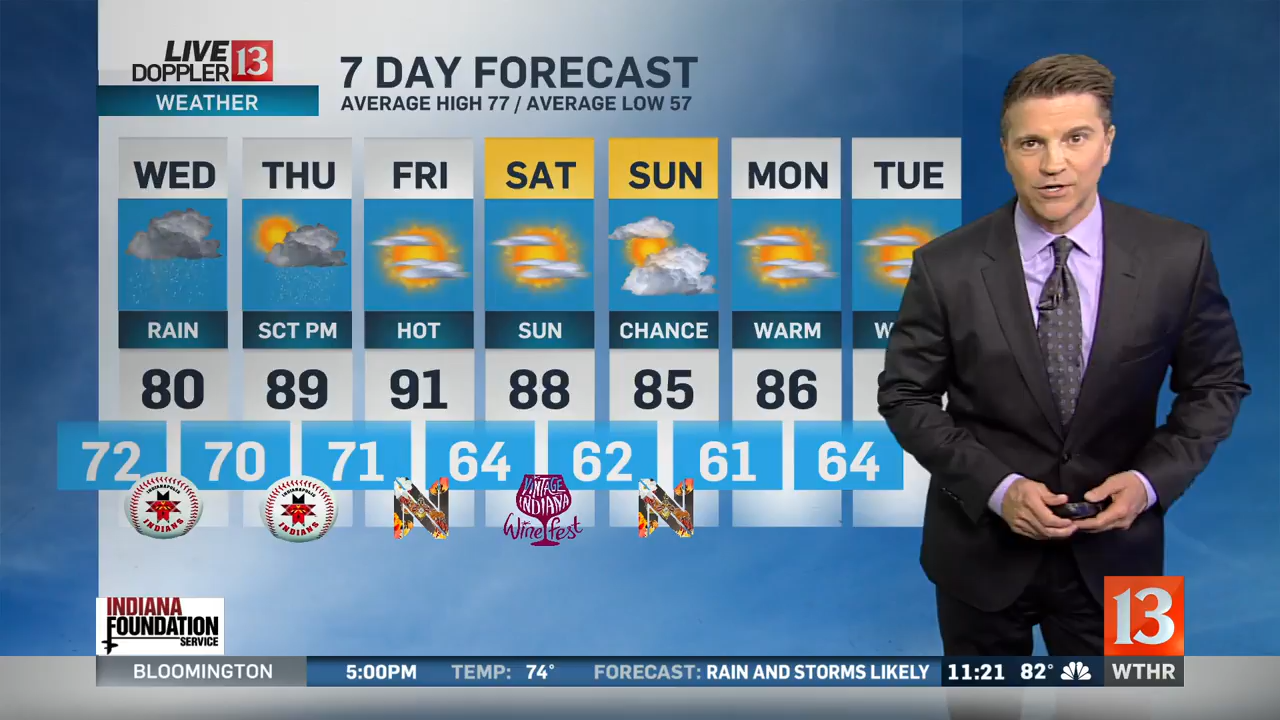 LIVE
DOPPLER 13
WEATHER
7 DAY FORECAST
AVERAGE HIGH 77 / AVERAGE LOW 57
WED THU FRI SAT SUN MON TUE
RAIN SCT PM HOT SUN CHANCE WARM W
80 89 91 88 85 86
72 70 71 64 62 61 64
INDIANAPOLIS INDIANS
INDIANAPOLIS INDIANS
N
VINTAGE
INDIANA
Wine fest
N
INDIANA
FOUNDATION
SERVICE
13
BLOOMINGTON 5:00PM TEMP: 74° FORECAST: RAIN AND STORMS LIKELY 11:21 82° WTHR